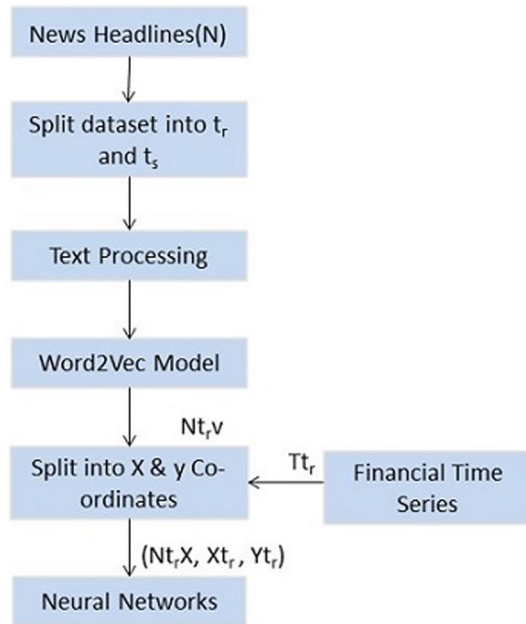 News Headlines(N)
Split dataset into tᵣ
and tₛ
Text Processing
Word2Vec Model
Ntᵣv
Split into X & y Co-
ordinates
Ttᵣ
Financial Time
Series
(NtᵣX, Xtᵣ, Ytᵣ)
Neural Networks